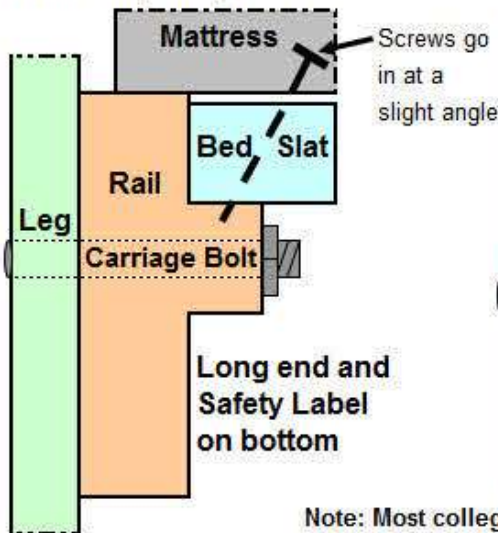 Mattress
Screws go
in at a
slight angle
Bed Slat
Rail
Leg
Carriage Bolt
Long end and
Safety Label
on bottom
Note: Most